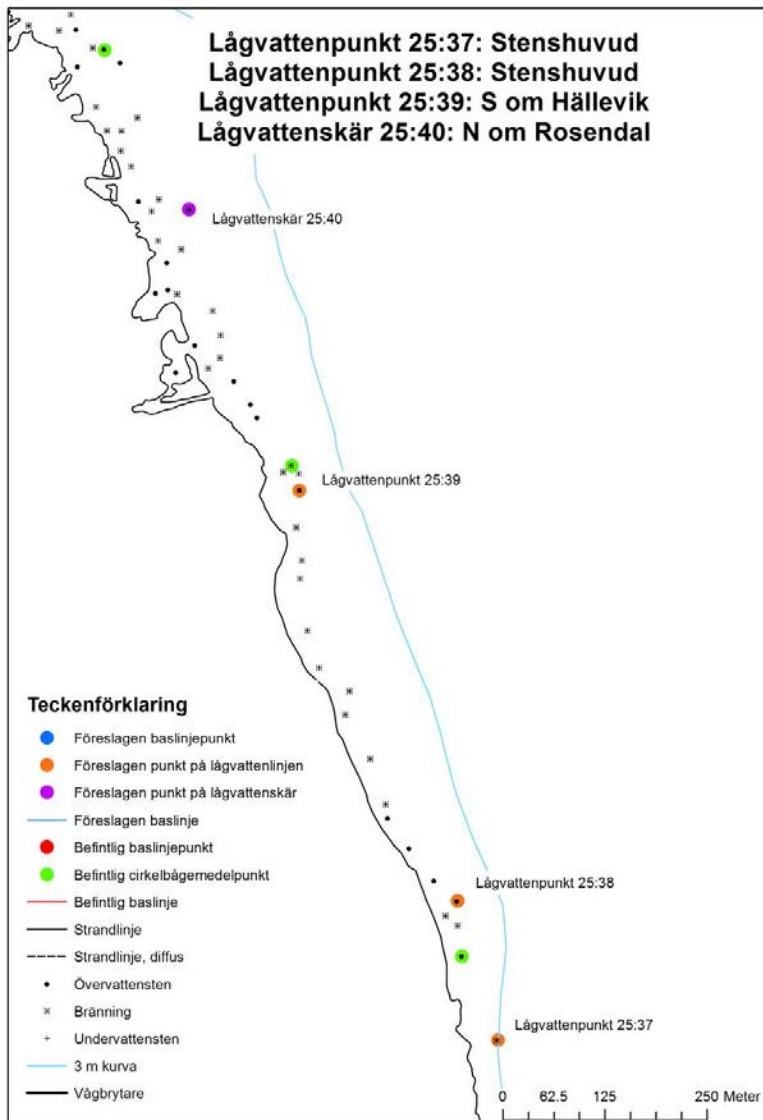 Lågvattenpunkt 25:37: Stenshuvud
Lågvattenpunkt 25:38: Stenshuvud
Lågvattenpunkt 25:39: S om Hällevik
Lågvattenskär 25:40: N om Rosendal
Lågvattenskär 25:40
Lågvattenpunkt 25:39
Lågvattenpunkt 25:38
Lågvattenpunkt 25:37
Teckenförklaring
Föreslagen baslinjepunkt
Föreslagen punkt på lågvattenlinjen
Föreslagen punkt på lågvattenskär
Föreslagen baslinje
Befintlig baslinjepunkt
Befintlig cirkelbågemedelpunkt
Befintlig baslinje
Strandlinje
Strandlinje, diffus
Övervattensten
Bränning
Undervattensten
3 m kurva
Vågbrytare
0 62.5 125 250 Meter